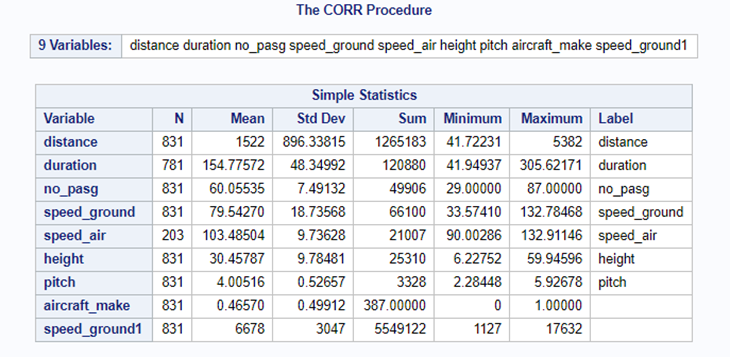 The CORR Procedure
9 Variables: distance duration no_pasg speed_ground speed_air height pitch aircraft_make speed_ground1
Simple Statistics
Variable N Mean Std Dev Sum Minimum Maximum Label
distance 831 1522 896.33815 1265183 41.72231 5382 distance
duration 781 154.77572 48.34992 120880 41.94937 305.62171 duration
no_pasg 831 60.05535 7.49132 49906 29.00000 87.00000 no_pasg
speed_ground 831 79.54270 18.73568 66100 33.57410 132.78468 speed_ground
speed_air 203 103.48504 9.73628 21007 90.00286 132.91146 speed_air
height 831 30.45787 9.78481 25310 6.22752 59.94596 height
pitch 831 4.00516 0.52657 3328 2.28448 5.92678 pitch
aircraft_make 831 0.46570 0.49912 387.00000 0 1.00000
speed_ground1 831 6678 3047 5549122 1127 17632